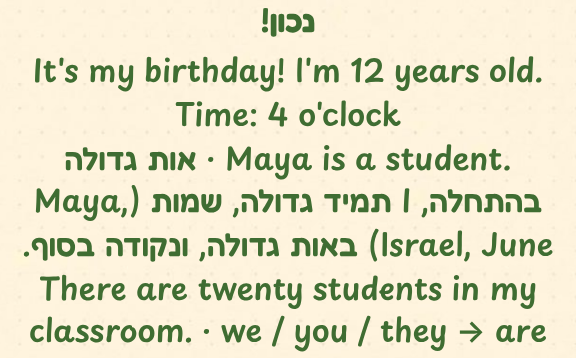 נכון!
It's my birthday! I'm 12 years old.
Time: 4 o'clock
Maya is a student. · אות גדולה
בהתחלה, I תמיד גדולה, שמות (Maya,
Israel, June) באות גדולה, ונקודה בסוף.
There are twenty students in my
classroom. · we / you / they → are